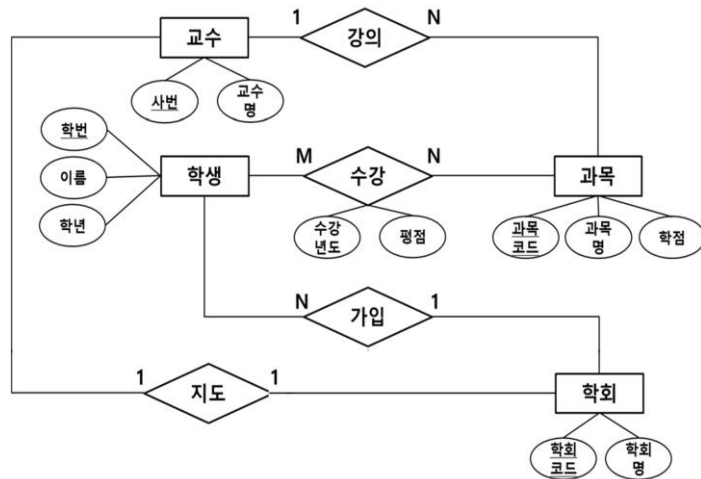 1
N
교수
강의
사번
교수
명
학번
이름
학년
학생
M
수강
N
과목
수강
년도
평점
과목
코드
과목
명
학점
N
가입
1
1
지도
1
학회
학회
코드
학회
명